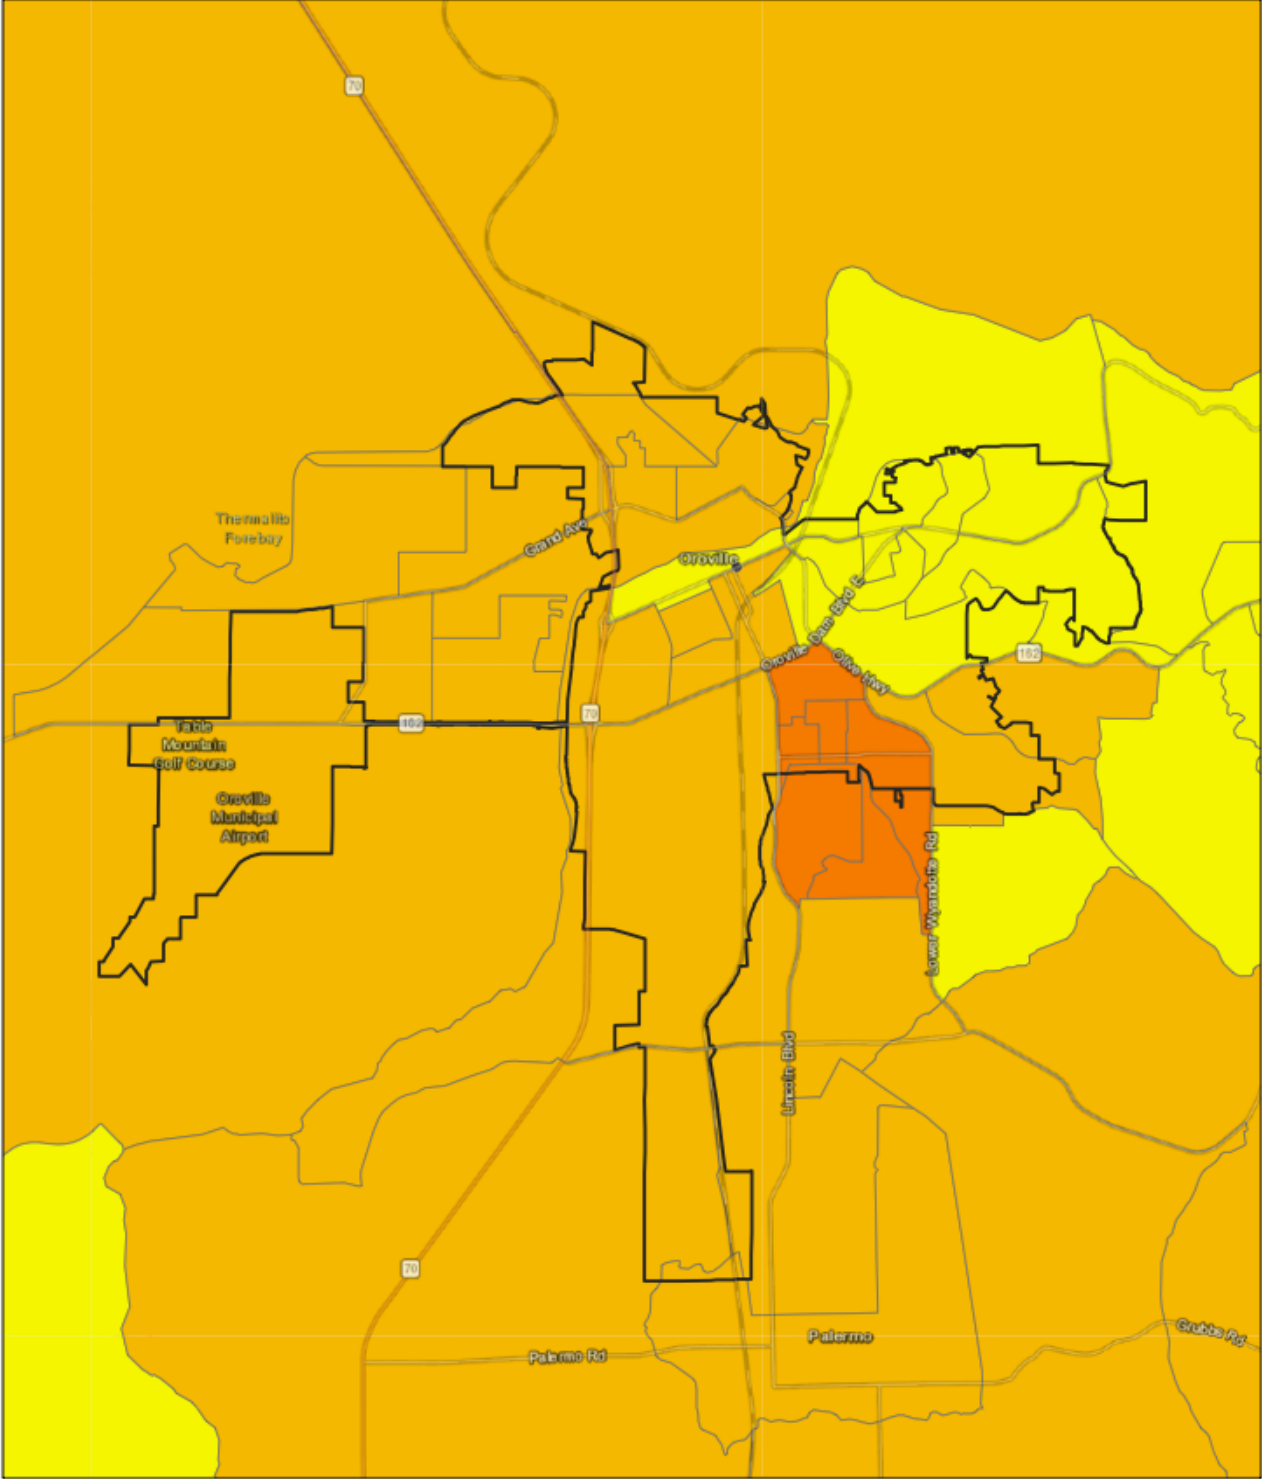 70
Thermalito
Forebay
Grand Ave
Oroville
Oroville Dam Blvd E
Olive Hwy
162
70
162
Table
Mountain
Golf Course
Oroville
Municipal
Airport
Lower Wyandotte Rd
Lincoln Blvd
70
Palermo
Grubbs Rd
Palermo Rd